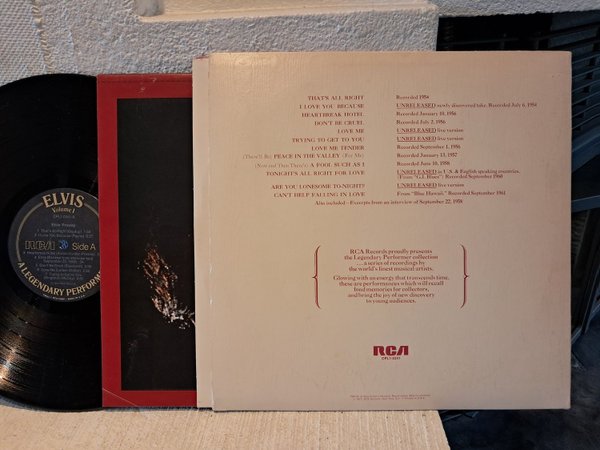 THAT'S ALL RIGHT Recorded 1954
I LOVE YOU BECAUSE UNRELEASED newly discovered take. Recorded July 6, 1954
HEARTBREAK HOTEL Recorded January 10, 1956
DON'T BE CRUEL Recorded July 2, 1956
LOVE ME UNRELEASED live version
TRYING TO GET TO YOU UNRELEASED live version
LOVE ME TENDER Recorded September 1, 1956
(There'll Be) PEACE IN THE VALLEY (For Me) Recorded January 13, 1957
(Now and Then There's) A FOOL SUCH AS I Recorded June 10, 1958
TONIGHT'S ALL RIGHT FOR LOVE UNRELEASED in U.S. & English speaking countries.
(From "G.I. Blues") Recorded September 1960
ARE YOU LONESOME TO-NIGHT? UNRELEASED live version
CAN'T HELP FALLING IN LOVE From "Blue Hawaii." Recorded September 1961
Also included – Excerpts from an interview of September 22, 1958
RCA Records proudly presents
the Legendary Performer collection
...a series of recordings by
the world's finest musical artists.
Glowing with an energy that transcends time,
these are performances which will recall
fond memories for collectors,
and bring the joy of new discovery
to young audiences.
RCA
CPL1-0341
ELVIS
Volume 1
RCA
Side A
A LEGENDARY PERFORM